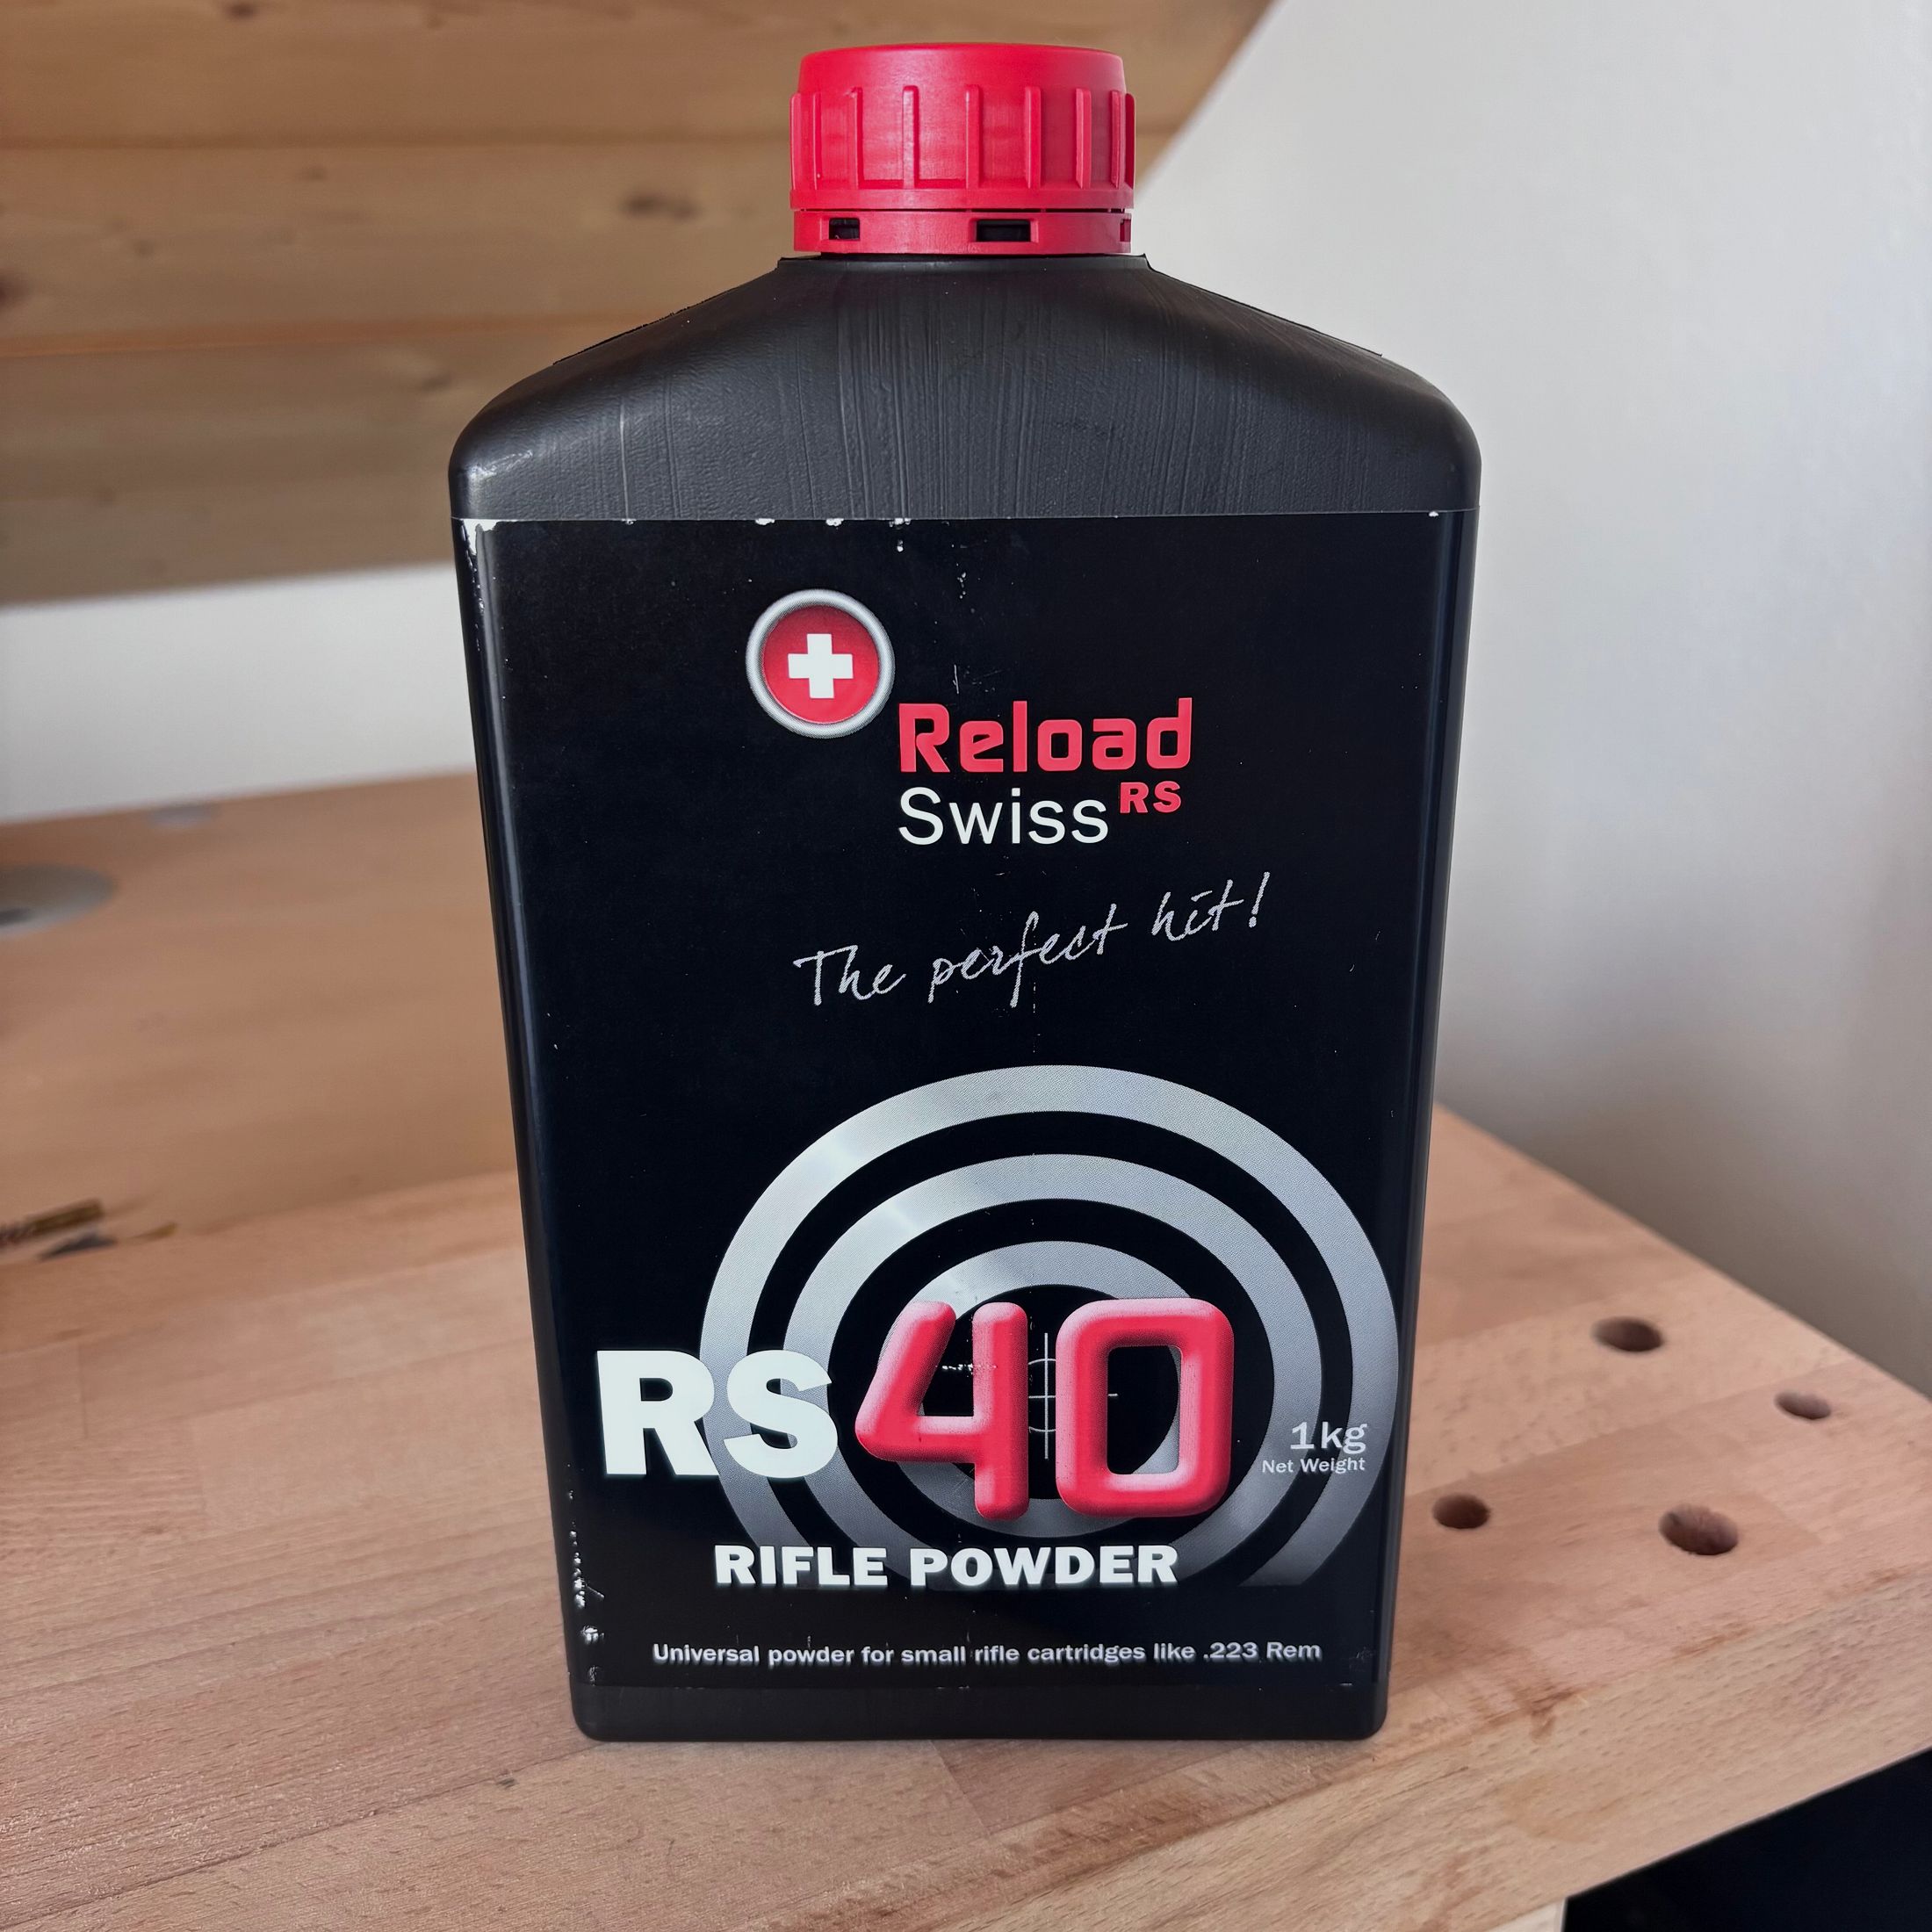 Reload
Swiss RS
The perfect hit!
RS 40
1kg
Net Weight
RIFLE POWDER
Universal powder for small rifle cartridges like .223 Rem